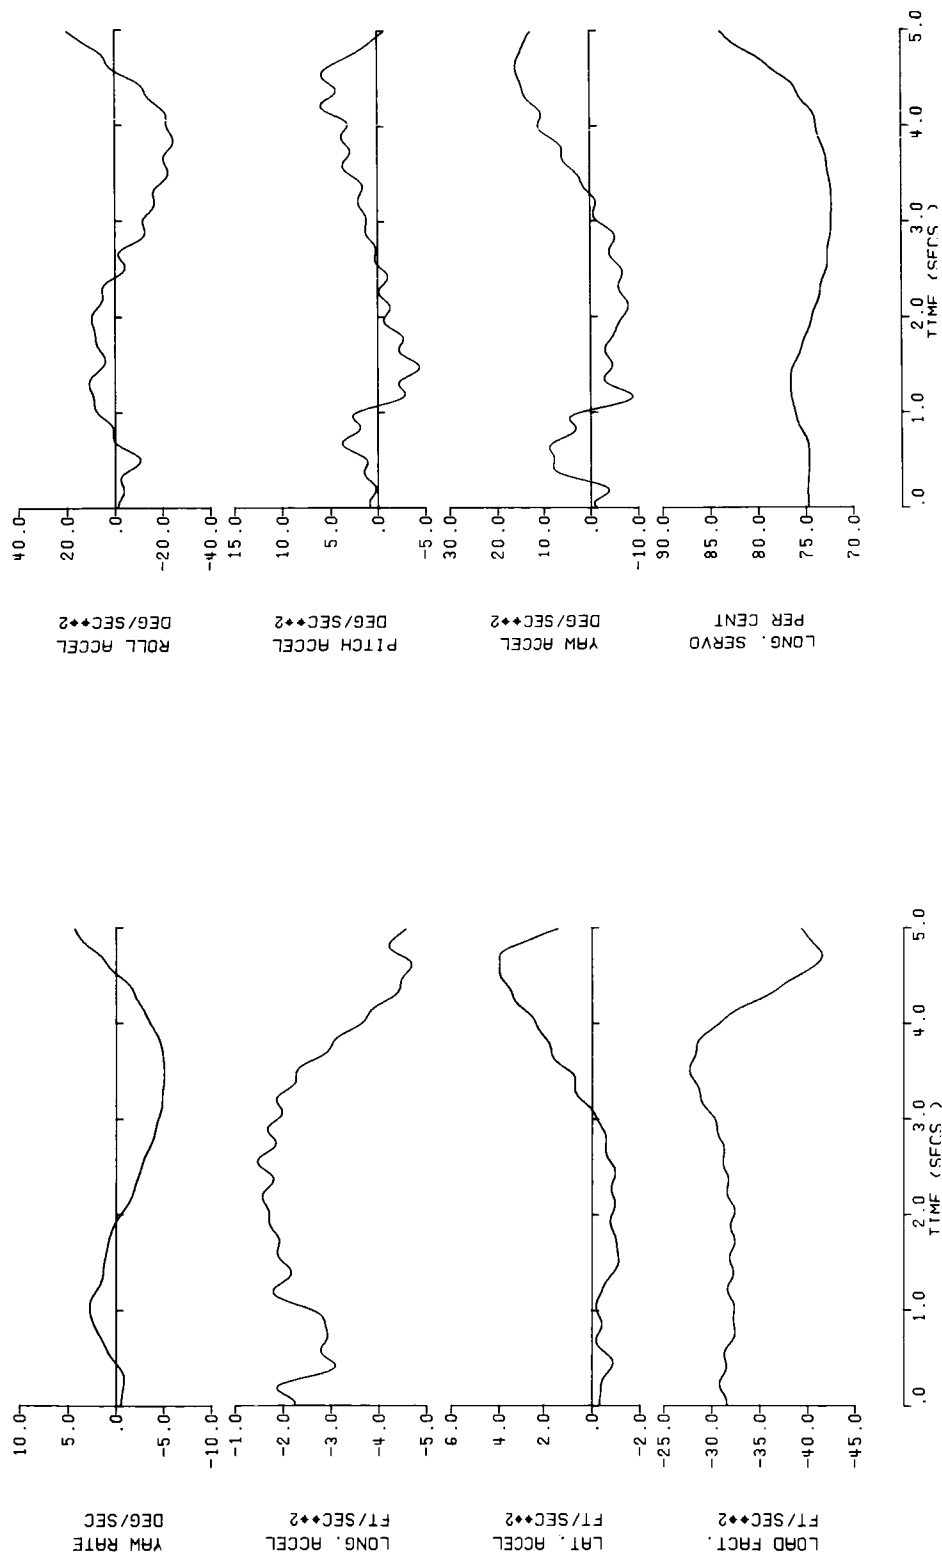 YAW RATE
DEG/SEC
10.0
5.0
.0
-5.0
-10.0
LONG. ACCEL
FT/SEC**2
-1.0
-2.0
-3.0
-4.0
-5.0
LAT. ACCEL
FT/SEC**2
6.0
4.0
2.0
.0
-2.0
LOAD FACT.
FT/SEC**2
-25.0
-30.0
-35.0
-40.0
-45.0
.0 1.0 2.0 3.0 4.0 5.0
TIME (SECS.)
ROLL ACCEL
DEG/SEC**2
40.0
20.0
.0
-20.0
-40.0
PITCH ACCEL
DEG/SEC**2
15.0
10.0
5.0
.0
-5.0
YAW ACCEL
DEG/SEC**2
30.0
20.0
10.0
.0
-10.0
LONG. SERVO
PER CENT
90.0
85.0
80.0
75.0
70.0
.0 1.0 2.0 3.0 4.0 5.0
TIME (SECS.)